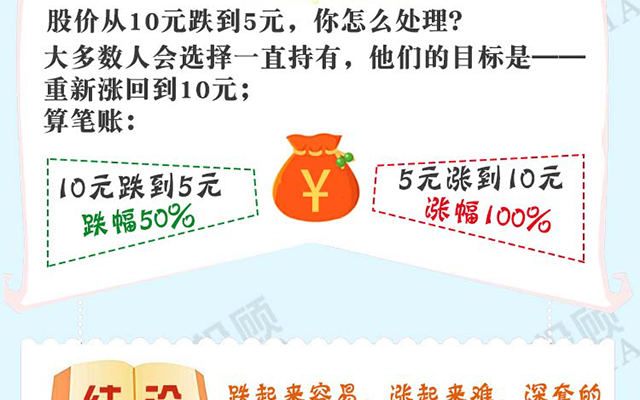 股价从10元跌到5元，你怎么处理？
大多数人会选择一直持有，他们的目标是——
重新涨回到10元；
算笔账：
10元跌到5元
跌幅50%
¥
5元涨到10元
涨幅100%
投顾
结论
跌起来容易，涨起来难，深套的